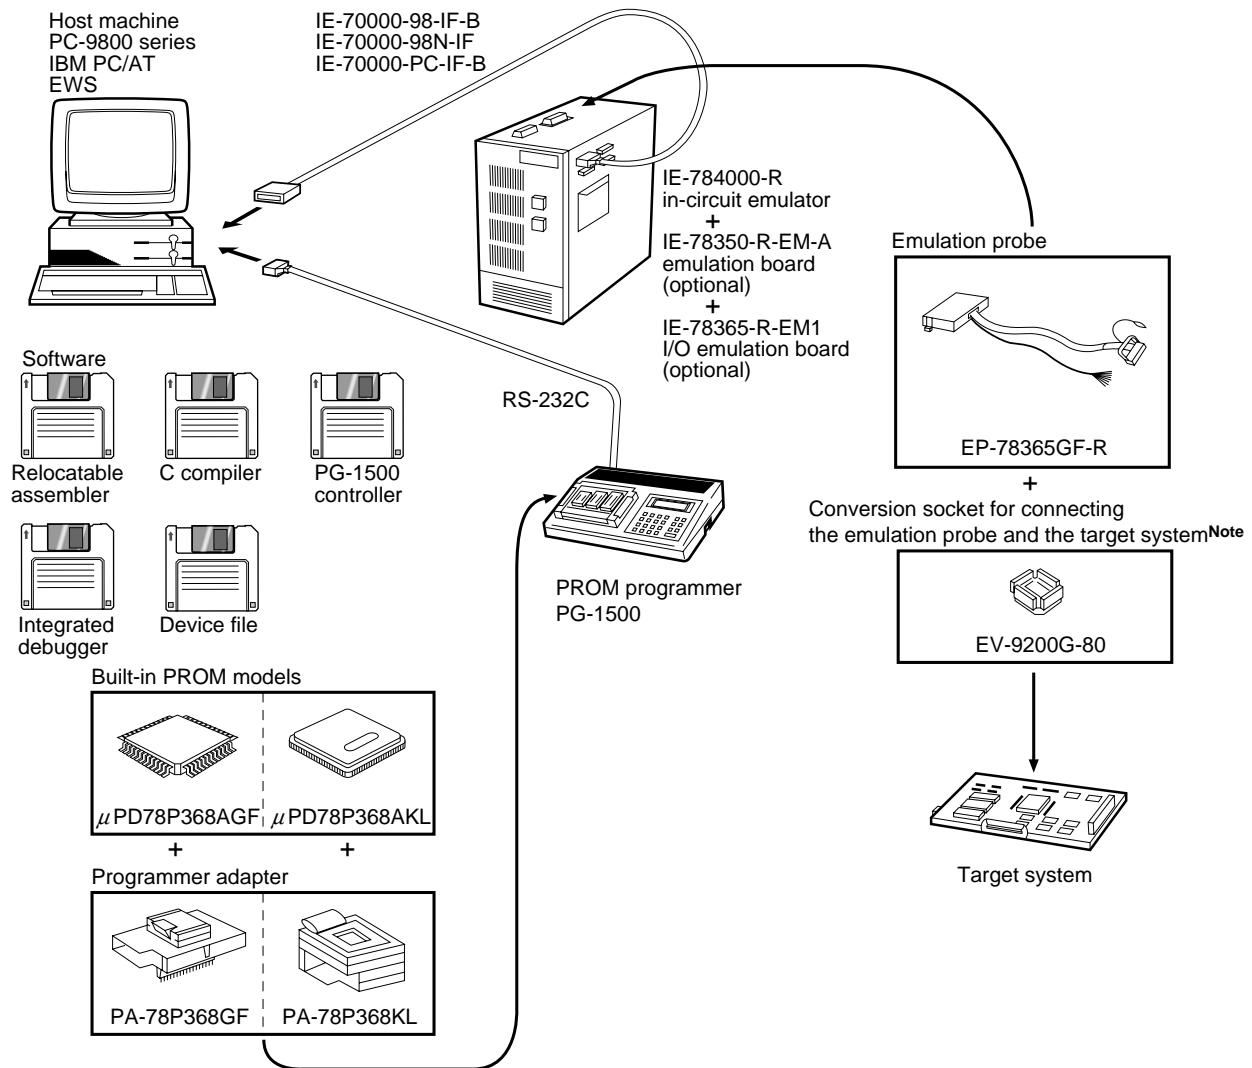 Host machine
PC-9800 series
IBM PC/AT
EWS
IE-70000-98-IF-B
IE-70000-98N-IF
IE-70000-PC-IF-B
IE-784000-R
in-circuit emulator
+
IE-78350-R-EM-A
emulation board
(optional)
+
IE-78365-R-EM1
I/O emulation board
(optional)
Emulation probe
EP-78365GF-R
+
Conversion socket for connecting
the emulation probe and the target systemNote
EV-9200G-80
Target system
Software
Relocatable
assembler
C compiler
PG-1500
controller
Integrated
debugger
Device file
RS-232C
PROM programmer
PG-1500
Built-in PROM models
μPD78P368AGF
μPD78P368AKL
+
+
Programmer adapter
PA-78P368GF
PA-78P368KL